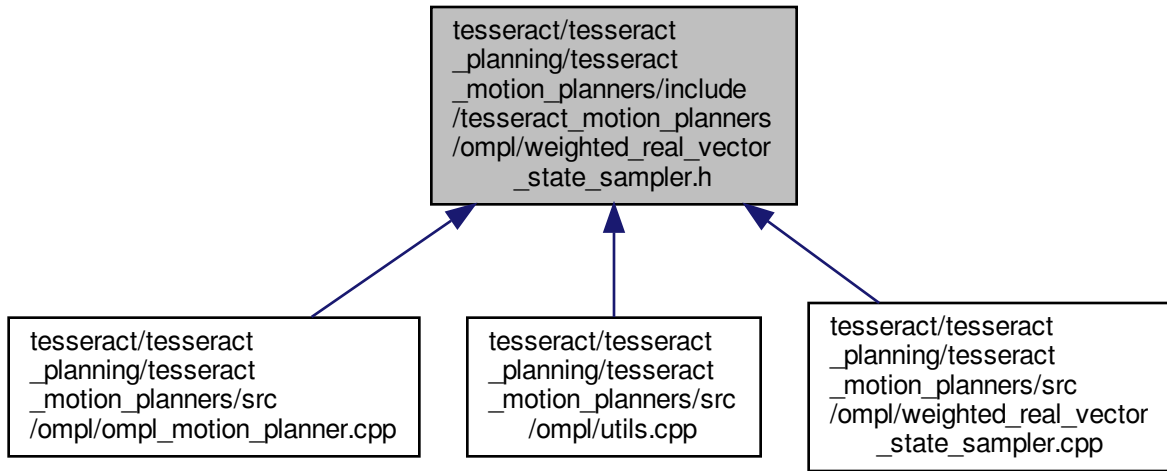 tesseract/tesseract
_planning/tesseract
_motion_planners/include
/tesseract_motion_planners
/ompl/weighted_real_vector
_state_sampler.h
tesseract/tesseract
_planning/tesseract
_motion_planners/src
/ompl/ompl_motion_planner.cpp
tesseract/tesseract
_planning/tesseract
_motion_planners/src
/ompl/utils.cpp
tesseract/tesseract
_planning/tesseract
_motion_planners/src
/ompl/weighted_real_vector
_state_sampler.cpp